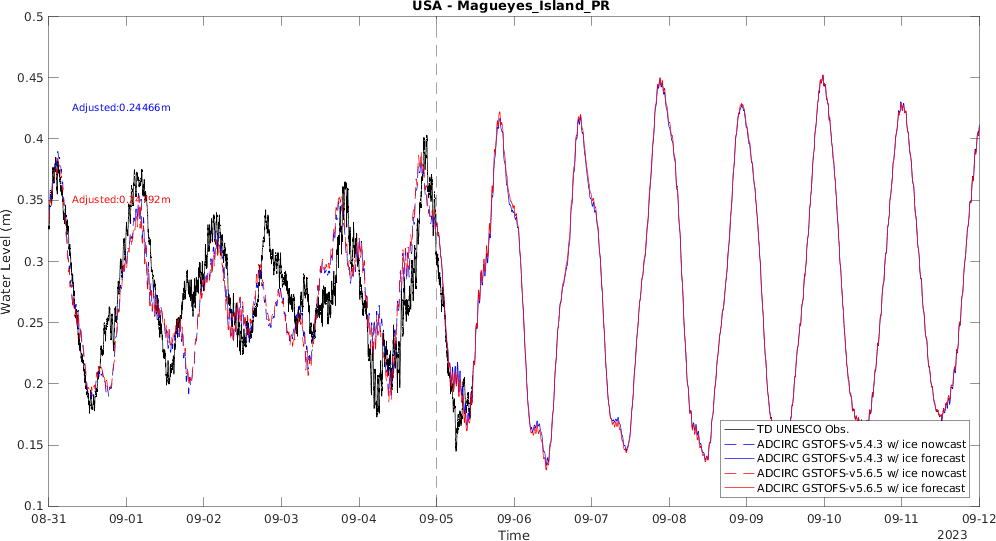 USA - Magueyes_Island_PR
0.5
0.45
0.4
0.35
0.3
0.25
0.2
0.15
0.1
Water Level (m)
Adjusted:0.24466m
TD UNESCO Obs.
ADCIRC GSTOFS-v5.4.3 w/ ice nowcast
ADCIRC GSTOFS-v5.4.3 w/ ice forecast
ADCIRC GSTOFS-v5.6.5 w/ ice nowcast
ADCIRC GSTOFS-v5.6.5 w/ ice forecast
08-31 09-01 09-02 09-03 09-04 09-05 09-06 09-07 09-08 09-09 09-10 09-11 09-12
Time
2023